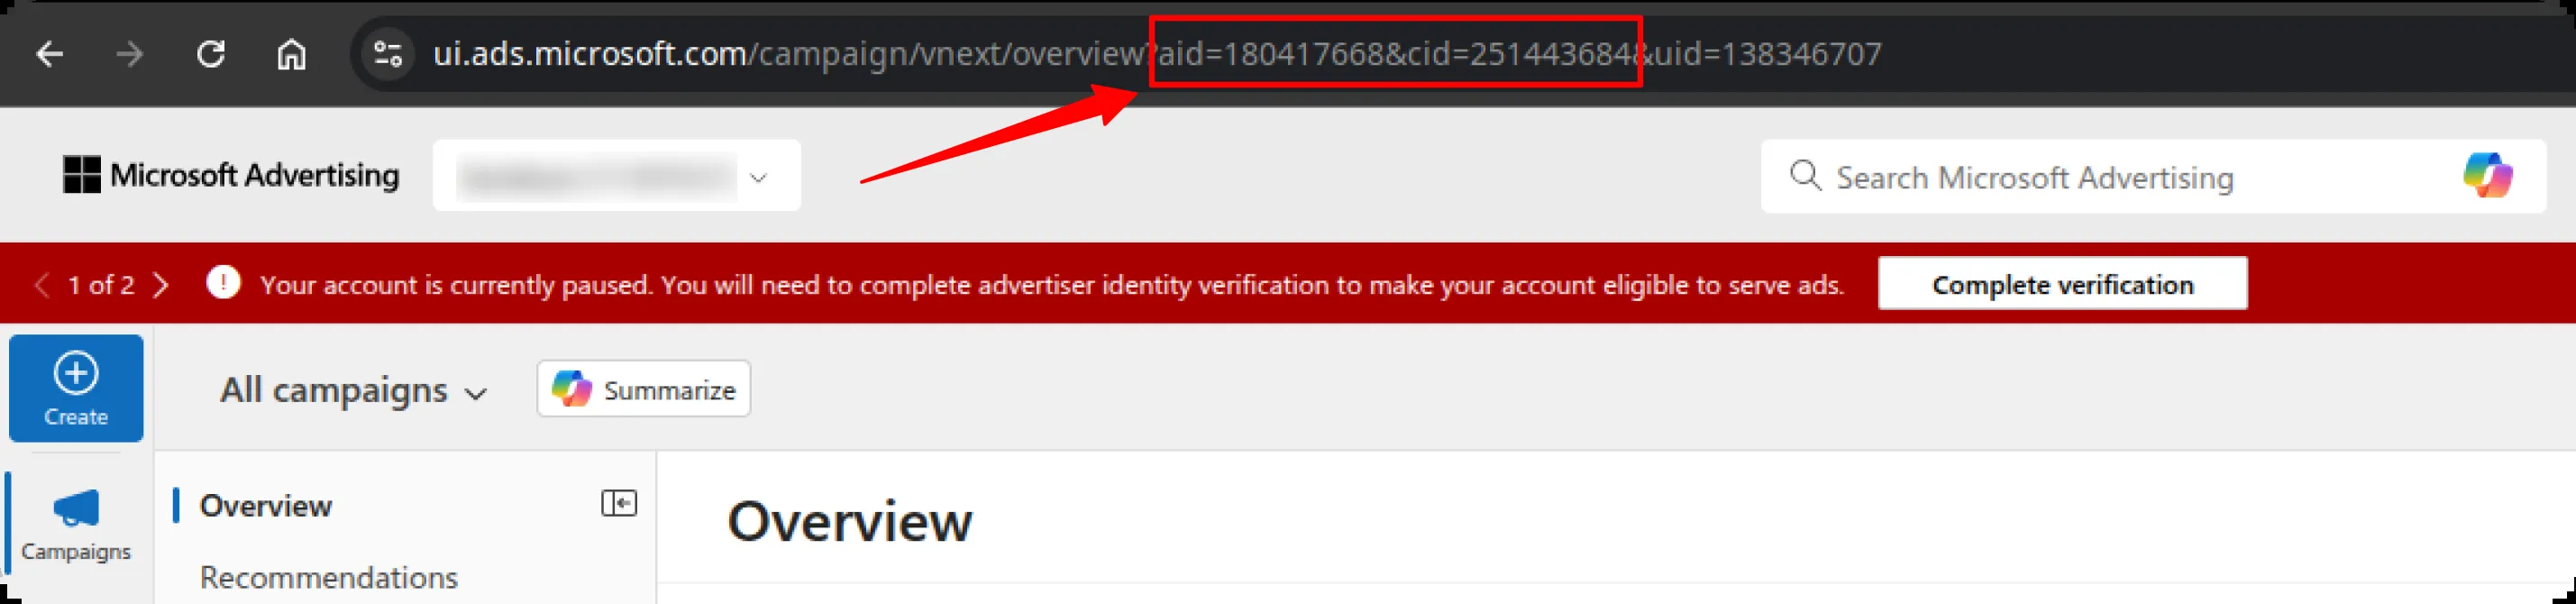 ui.ads.microsoft.com/campaign/vnext/overview?aid=180417668&cid=251443684&uid=138346707
Microsoft Advertising
Search Microsoft Advertising
1 of 2
Your account is currently paused. You will need to complete advertiser identity verification to make your account eligible to serve ads.
Complete verification
Create
All campaigns
Summarize
Campaigns
Overview
Recommendations
Overview